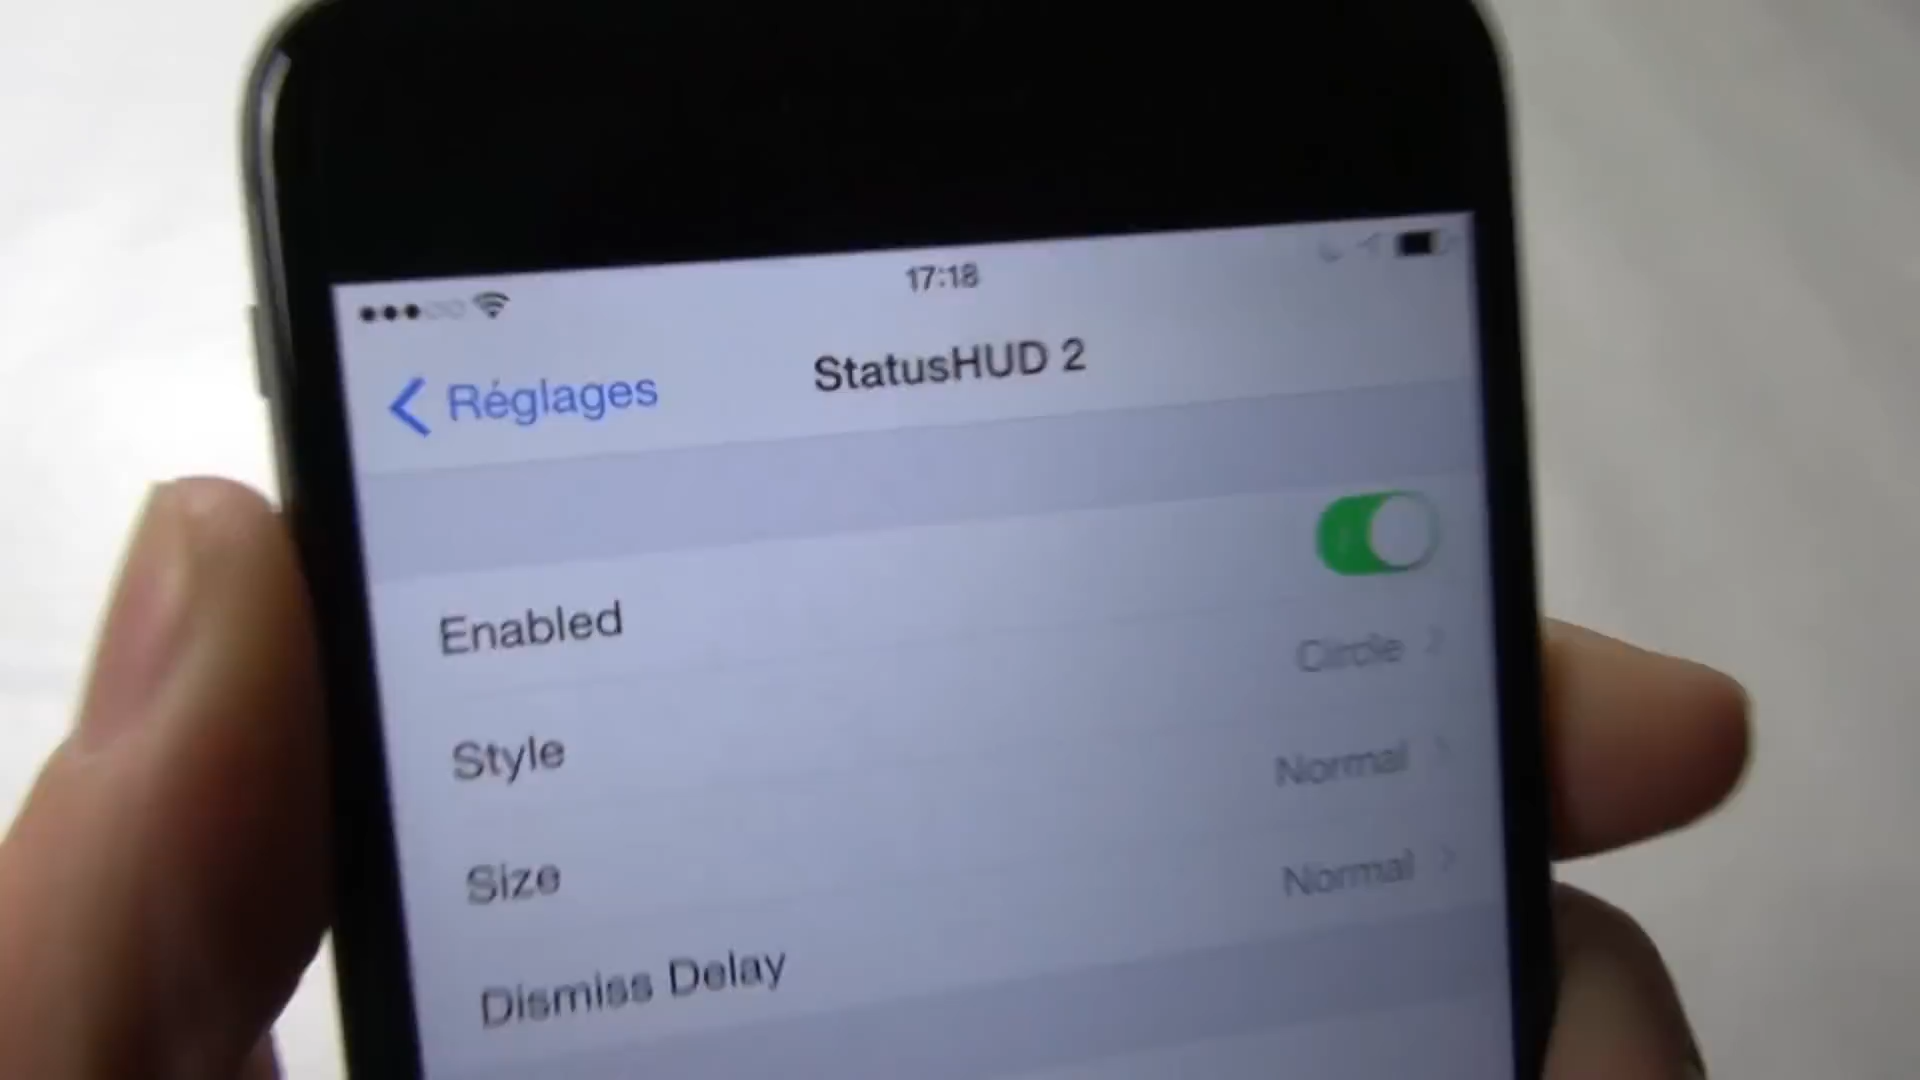 17:18
Réglages
StatusHUD 2
Enabled
Style
Circle
Size
Normal
Dismiss Delay
Normal